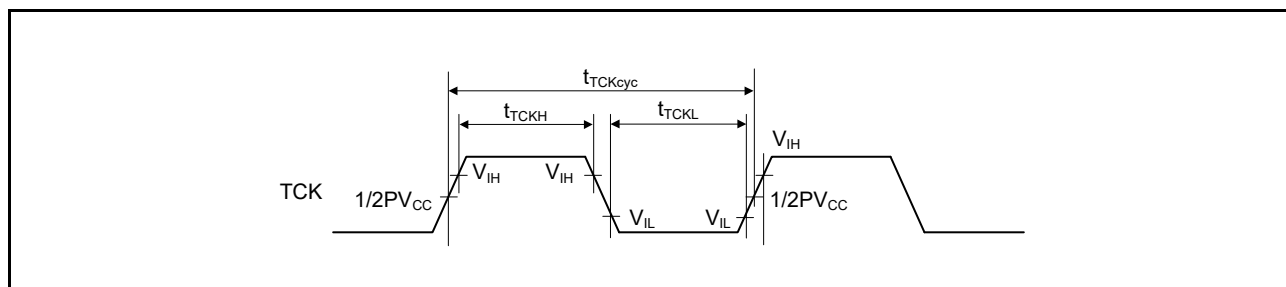 tTCKcyc
tTCKH
tTCKL
VIH
VIH
VIH
TCK
1/2PVCC
1/2PVCC
VIL
VIL